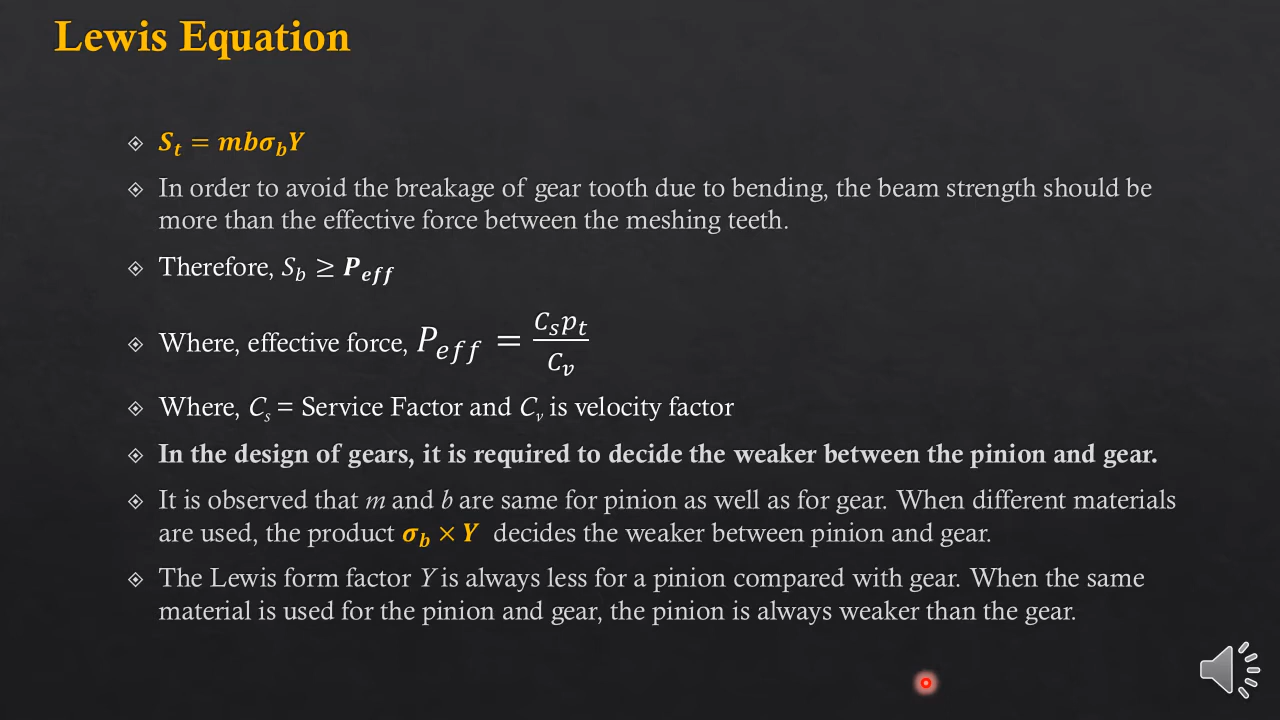 Lewis Equation
S_t = mbσ_bY
In order to avoid the breakage of gear tooth due to bending, the beam strength should be
more than the effective force between the meshing teeth.
Therefore, S_b ≥ P_eff
Where, effective force, P_eff = C_s p_t / C_v
Where, C_s = Service Factor and C_v is velocity factor
In the design of gears, it is required to decide the weaker between the pinion and gear.
It is observed that m and b are same for pinion as well as for gear. When different materials
are used, the product σ_b × Y decides the weaker between pinion and gear.
The Lewis form factor Y is always less for a pinion compared with gear. When the same
material is used for the pinion and gear, the pinion is always weaker than the gear.